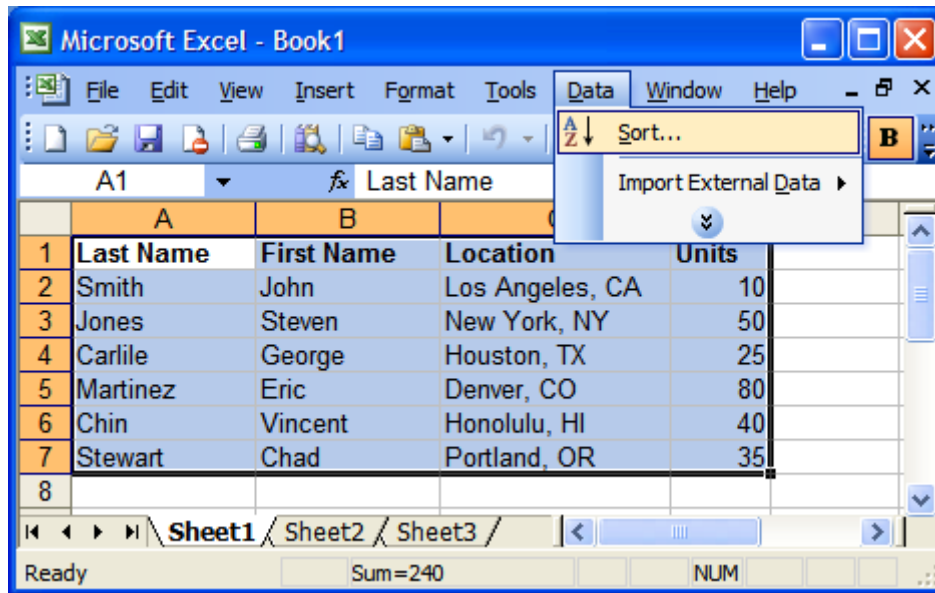 Microsoft Excel - Book1
File Edit View Insert Format Tools Data Window Help
A Z Sort... B
A1 fx Last Name Import External Data
A B
1 Last Name First Name Location Units
2 Smith John Los Angeles, CA 10
3 Jones Steven New York, NY 50
4 Carlile George Houston, TX 25
5 Martinez Eric Denver, CO 80
6 Chin Vincent Honolulu, HI 40
7 Stewart Chad Portland, OR 35
8
Sheet1 Sheet2 Sheet3
Ready Sum=240 NUM